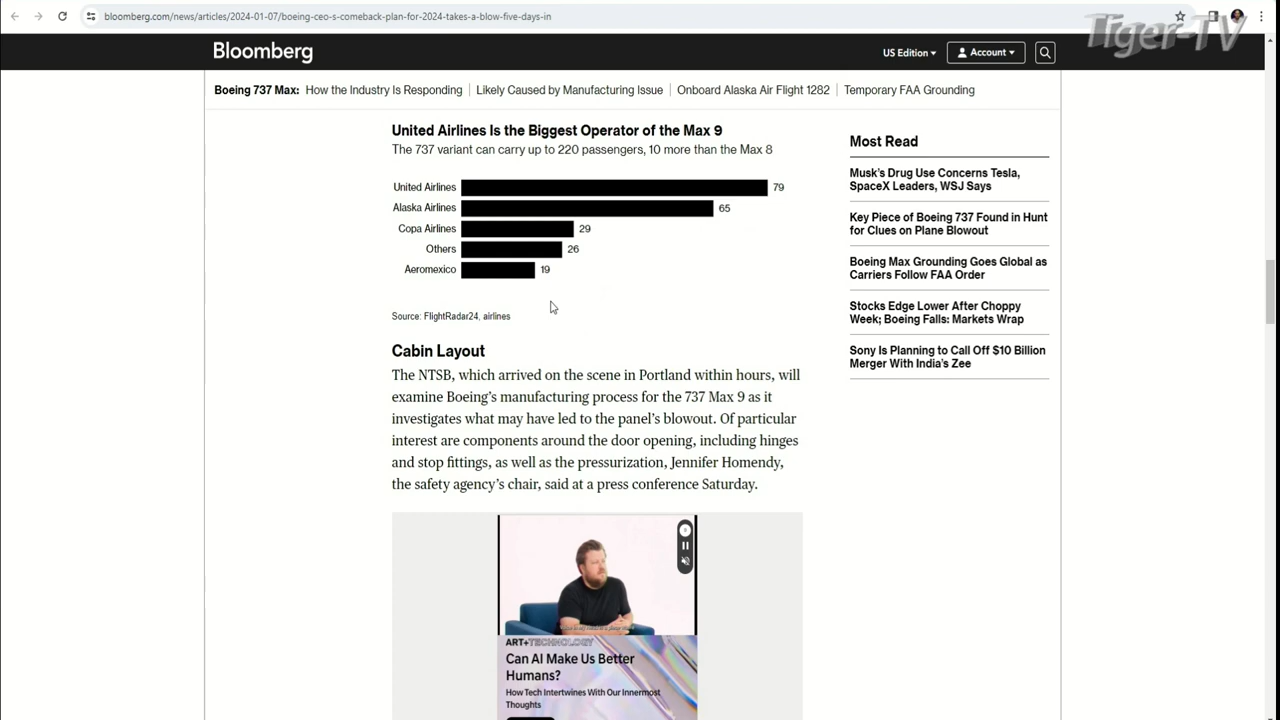 bloomberg.com/news/articles/2024-01-07/boeing-ceo-s-comeback-plan-for-2024-takes-a-blow-five-days-in
Tiger-TV
Bloomberg
US Edition
Account
Boeing 737 Max: How the Industry Is Responding | Likely Caused by Manufacturing Issue | Onboard Alaska Air Flight 1282 | Temporary FAA Grounding
United Airlines Is the Biggest Operator of the Max 9
The 737 variant can carry up to 220 passengers, 10 more than the Max 8
United Airlines 79
Alaska Airlines 65
Copa Airlines 29
Others 26
Aeromexico 19
Source: FlightRadar24, airlines
Cabin Layout
The NTSB, which arrived on the scene in Portland within hours, will
examine Boeing's manufacturing process for the 737 Max 9 as it
investigates what may have led to the panel's blowout. Of particular
interest are components around the door opening, including hinges
and stop fittings, as well as the pressurization, Jennifer Homendy,
the safety agency's chair, said at a press conference Saturday.
ART+TECHNOLOGY
Can AI Make Us Better
Humans?
How Tech Intertwines With Our Innermost
Thoughts
Most Read
Musk's Drug Use Concerns Tesla,
SpaceX Leaders, WSJ Says
Key Piece of Boeing 737 Found in Hunt
for Clues on Plane Blowout
Boeing Max Grounding Goes Global as
Carriers Follow FAA Order
Stocks Edge Lower After Choppy
Week; Boeing Falls: Markets Wrap
Sony Is Planning to Call Off $10 Billion
Merger With India's Zee